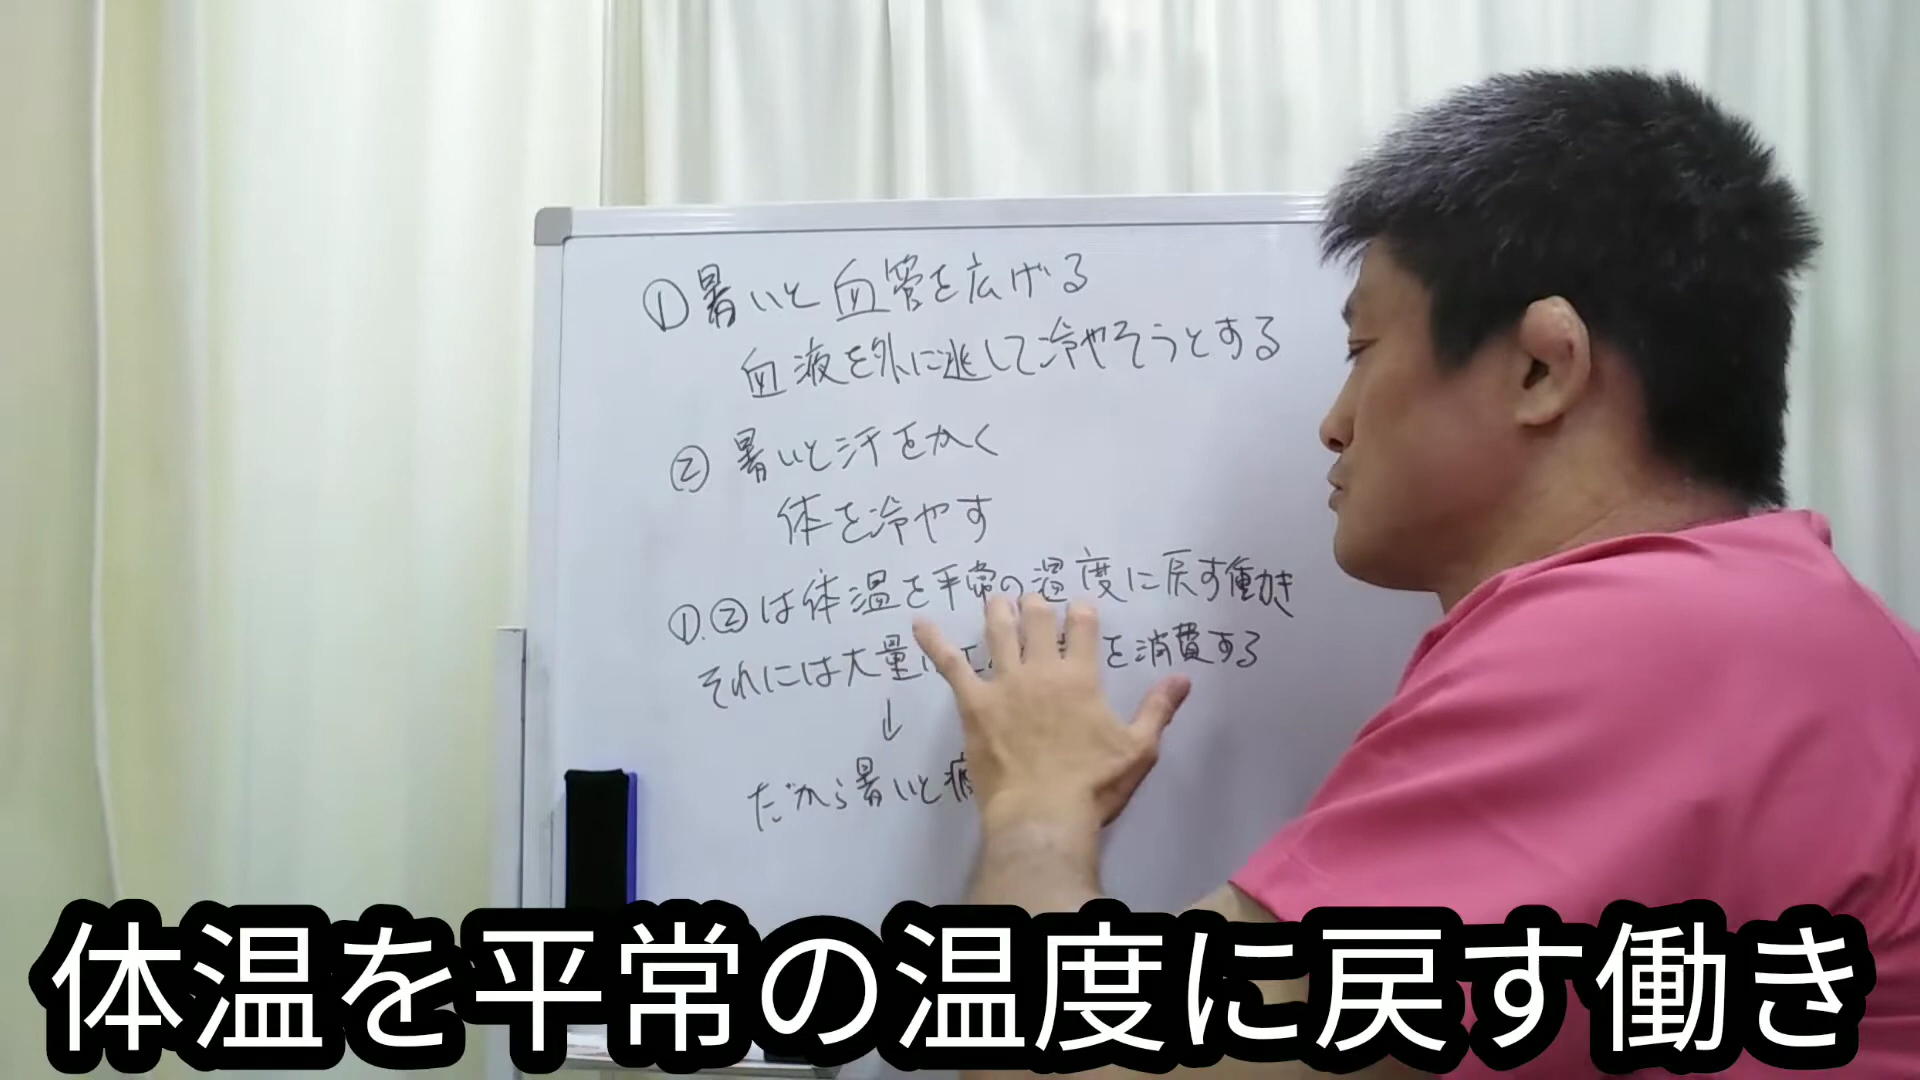 ①暑いと血管を広げる
血液を外に逃して冷やそうとする
②暑いと汗をかく
体を冷やす
①.②は体温を平常の温度に戻す働き
それには大量 を消費する
↓
だから暑いと疲
体温を平常の温度に戻す働き